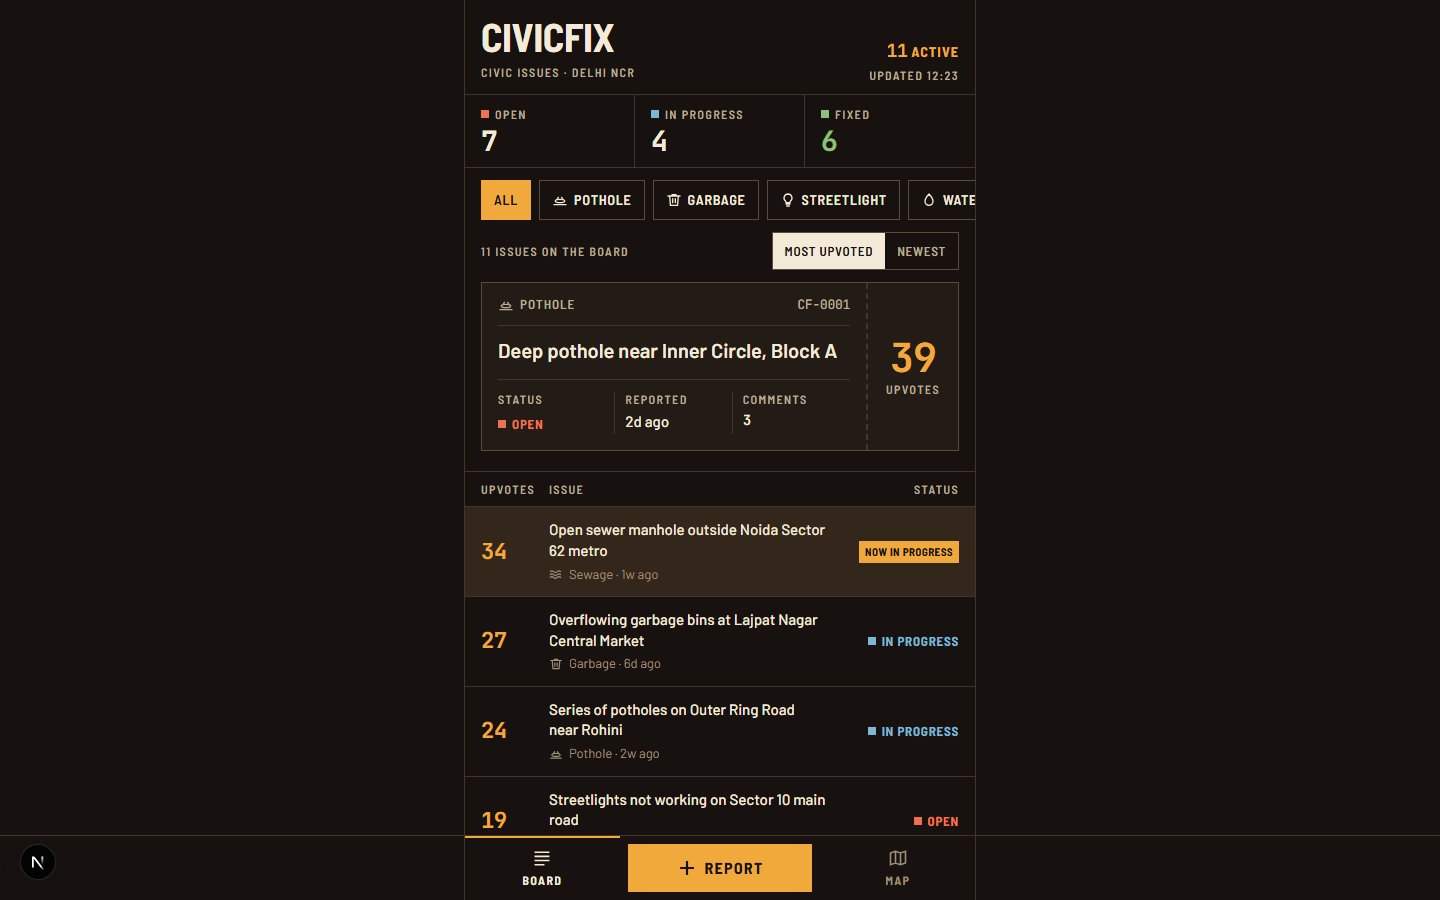 CIVICFIX
CIVIC ISSUES · DELHI NCR
11 ACTIVE
UPDATED 12:23
OPEN
7
IN PROGRESS
4
FIXED
6
ALL
POTHOLE
GARBAGE
STREETLIGHT
WATE
11 ISSUES ON THE BOARD
MOST UPVOTED
NEWEST
POTHOLE
CF-0001
Deep pothole near Inner Circle, Block A
STATUS
OPEN
REPORTED
2d ago
COMMENTS
3
39
UPVOTES
UPVOTES
ISSUE
STATUS
34
Open sewer manhole outside Noida Sector
62 metro
Sewage · 1w ago
NOW IN PROGRESS
27
Overflowing garbage bins at Lajpat Nagar
Central Market
Garbage · 6d ago
IN PROGRESS
24
Series of potholes on Outer Ring Road
near Rohini
Pothole · 2w ago
IN PROGRESS
19
Streetlights not working on Sector 10 main
road
OPEN
N
BOARD
+ REPORT
MAP